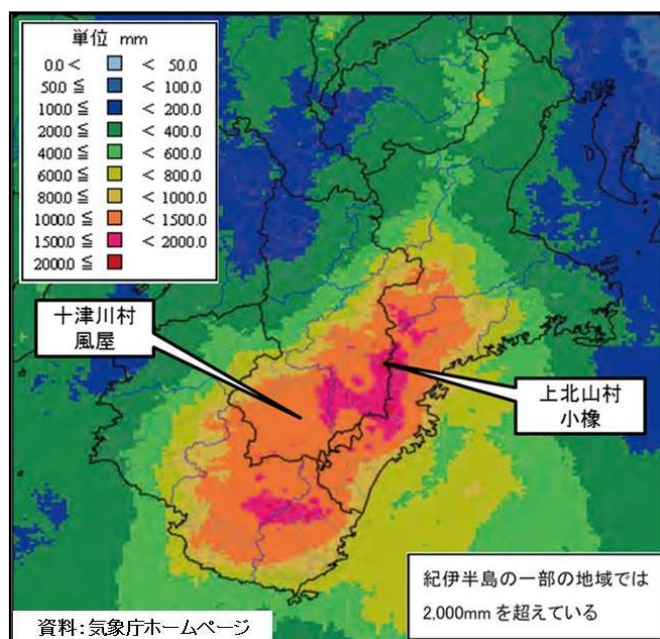 単位 mm
0.0 < < 50.0
50.0 ≦ < 100.0
100.0 ≦ < 200.0
200.0 ≦ < 400.0
400.0 ≦ < 600.0
600.0 ≦ < 800.0
800.0 ≦ < 1000.0
1000.0 ≦ < 1500.0
1500.0 ≦ < 2000.0
2000.0 ≦
十津川村
風屋
上北山村
小橡
紀伊半島の一部の地域では
2,000mm を超えている
資料:気象庁ホームページ